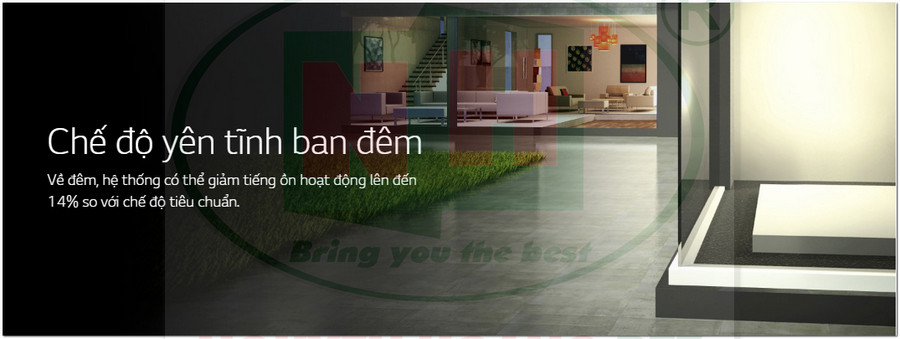 Chế độ yên tĩnh ban đêm
Về đêm, hệ thống có thể giảm tiếng ồn hoạt động lên đến
14% so với chế độ tiêu chuẩn.
Bring you the best
®